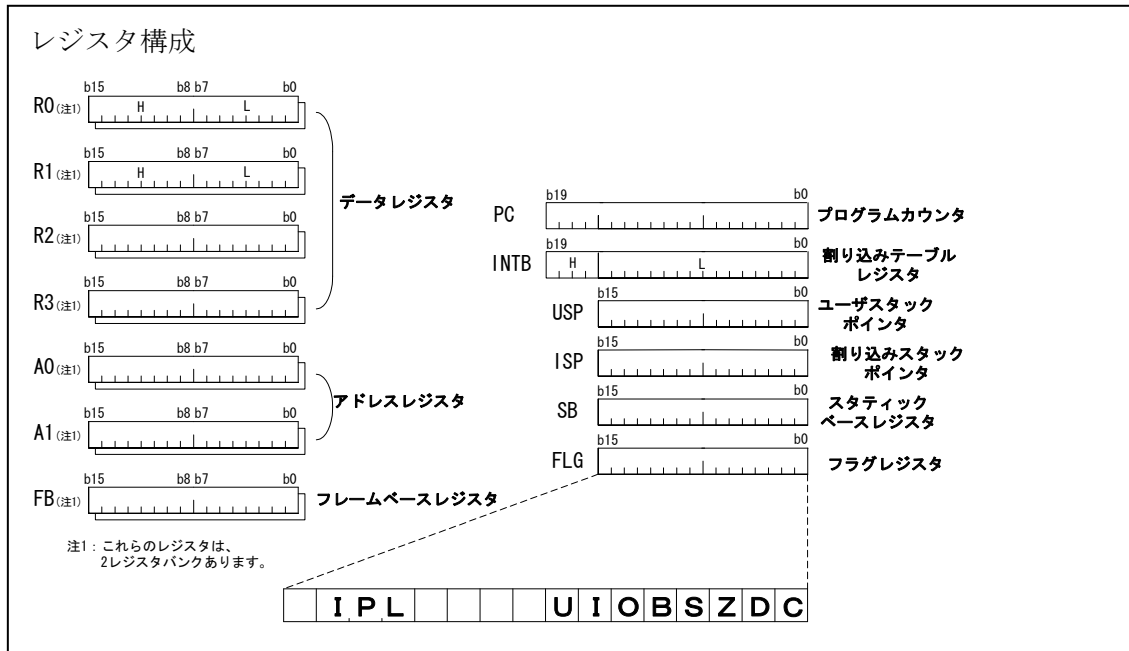 レジスタ構成
b15 b8 b7 b0
R0(注1) H L
b15 b8 b7 b0
R1(注1) H L
b15 b8 b7 b0
R2(注1)
b15 b8 b7 b0
R3(注1)
データレジスタ
b15 b8 b7 b0
A0(注1)
b15 b8 b7 b0
A1(注1)
アドレスレジスタ
b15 b8 b7 b0
FB(注1) フレームベースレジスタ
注1：これらのレジスタは、
2レジスタバンクあります。
b19 b0
PC プログラムカウンタ
b19 b0
INTB H L 割り込みテーブル
レジスタ
b15 b0
USP ユーザスタック
ポインタ
b15 b0
ISP 割り込みスタック
ポインタ
b15 b0
SB スタティック
ベースレジスタ
b15 b0
FLG フラグレジスタ
IPL U I O B S Z D C